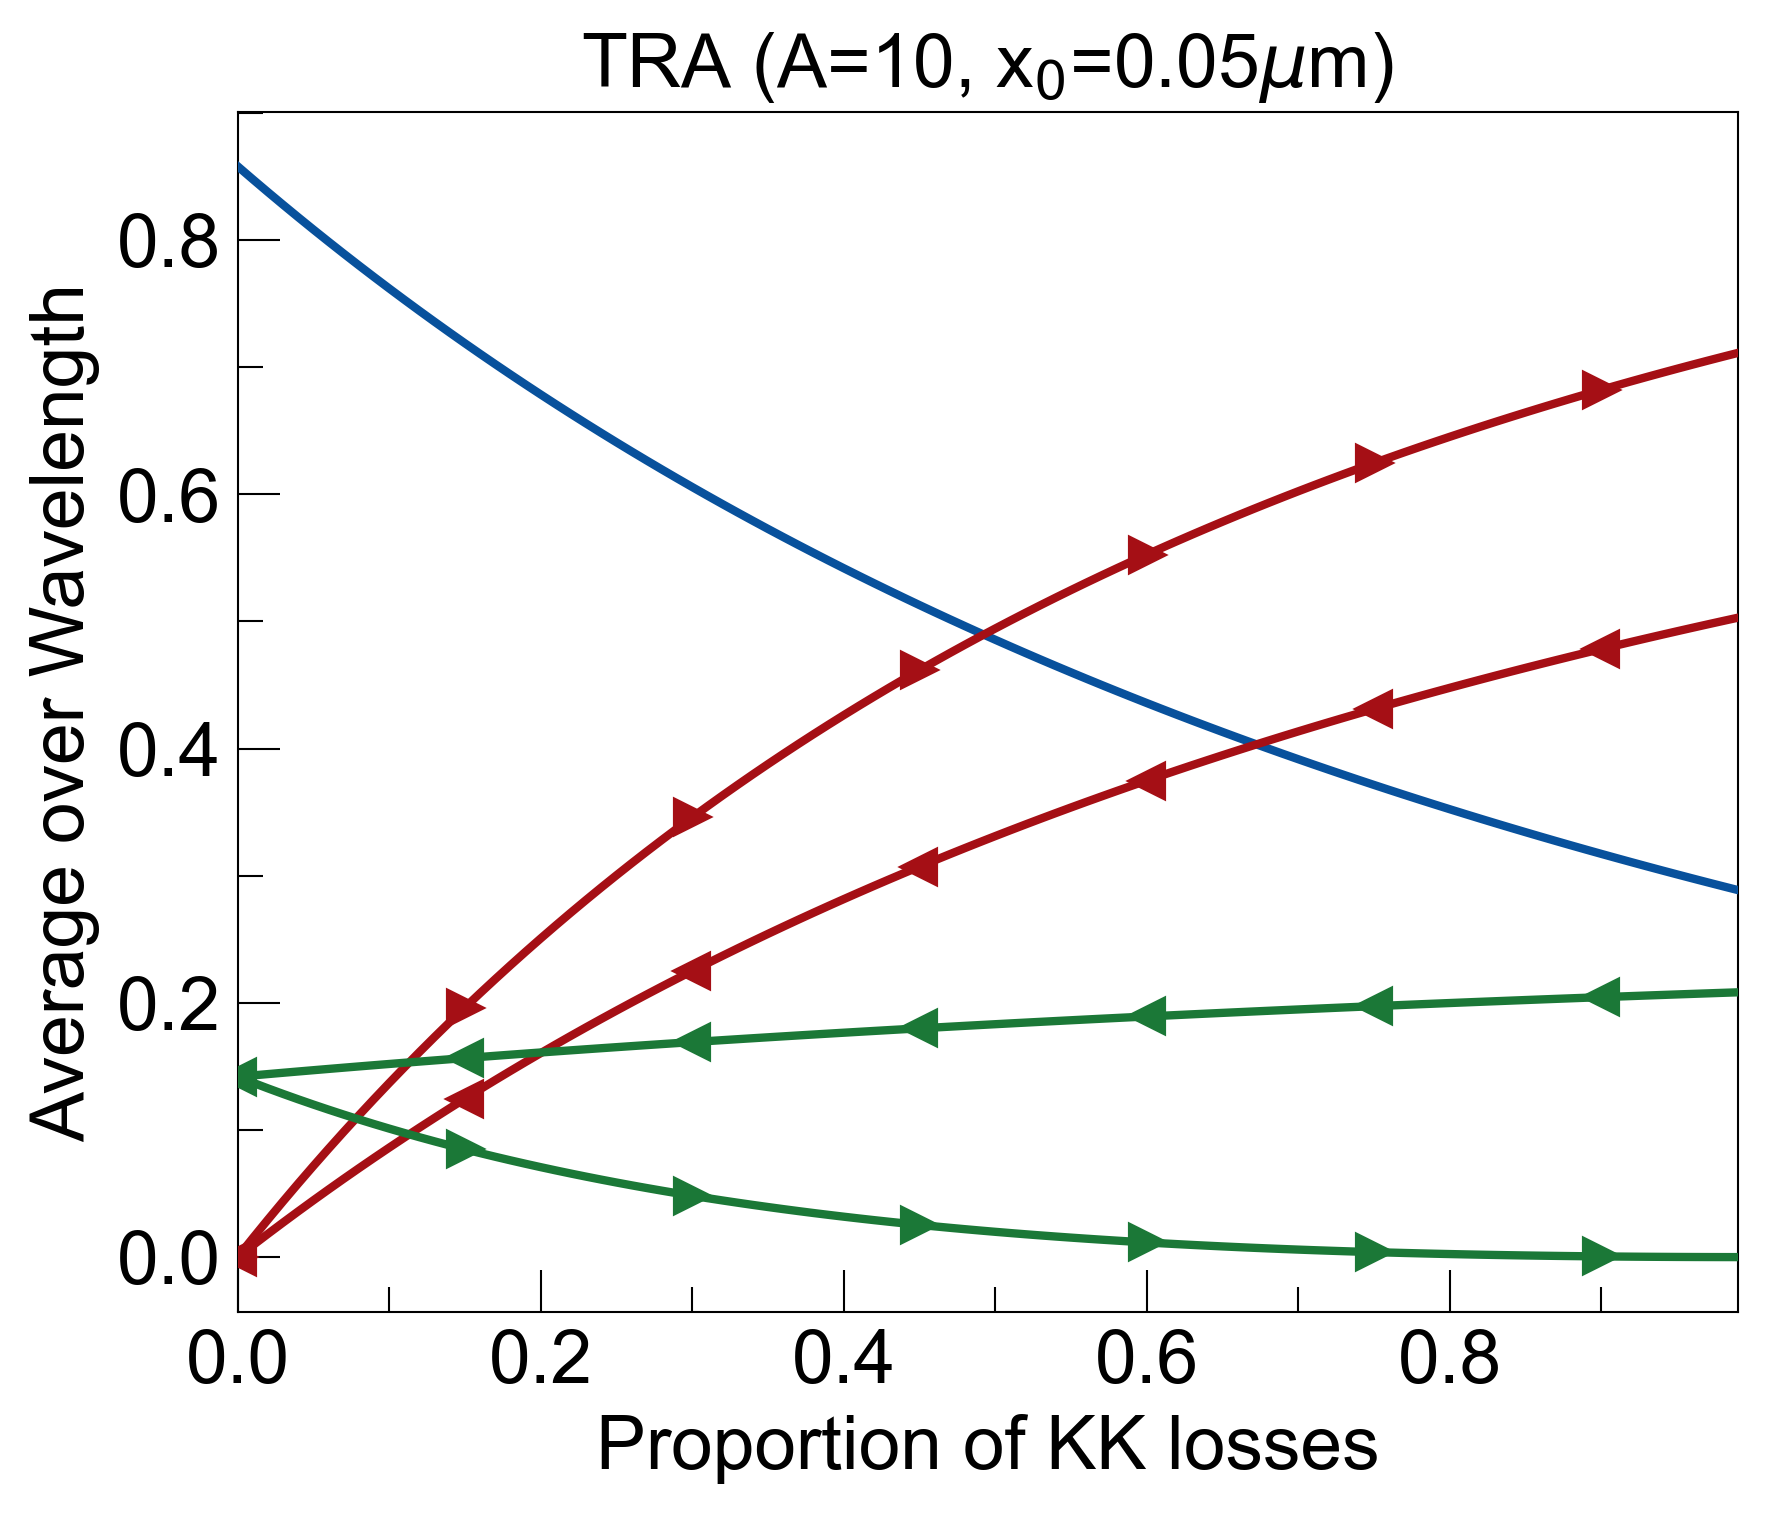 TRA (A=10, x₀=0.05μm)
Average over Wavelength
0.8
0.6
0.4
0.2
0.0
0.0 0.2 0.4 0.6 0.8
Proportion of KK losses